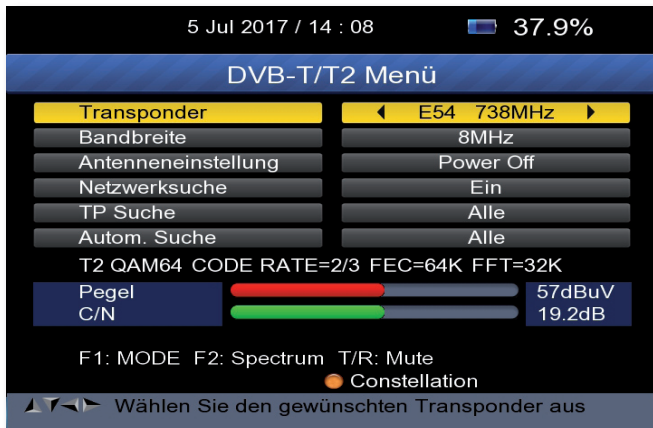 5 Jul 2017 / 14 : 08 37.9%
DVB-T/T2 Menü
Transponder E54 738MHz
Bandbreite 8MHz
Antenneneinstellung Power Off
Netzwerksuche Ein
TP Suche Alle
Autom. Suche Alle
T2 QAM64 CODE RATE=2/3 FEC=64K FFT=32K
Pegel 57dBuV
C/N 19.2dB
F1: MODE F2: Spectrum T/R: Mute
Constellation
Wählen Sie den gewünschten Transponder aus